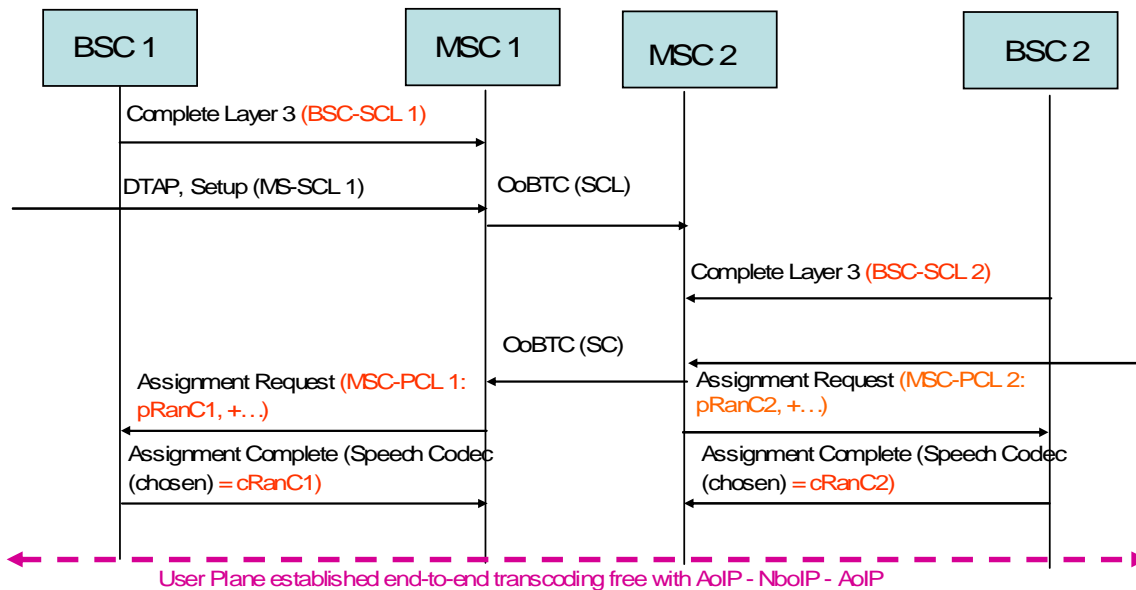 BSC 1
MSC 1
MSC 2
BSC 2
Complete Layer 3 (BSC-SCL 1)
DTAP, Setup (MS-SCL 1)
OoBTC (SCL)
Complete Layer 3 (BSC-SCL 2)
OoBTC (SC)
Assignment Request (MSC-PCL 1:
pRanC1, +…)
Assignment Request (MSC-PCL 2:
pRanC2, +…)
Assignment Complete (Speech Codec
(chosen) = cRanC1)
Assignment Complete (Speech Codec
(chosen) = cRanC2)
User Plane established end-to-end transcoding free with AoIP - NboIP - AoIP